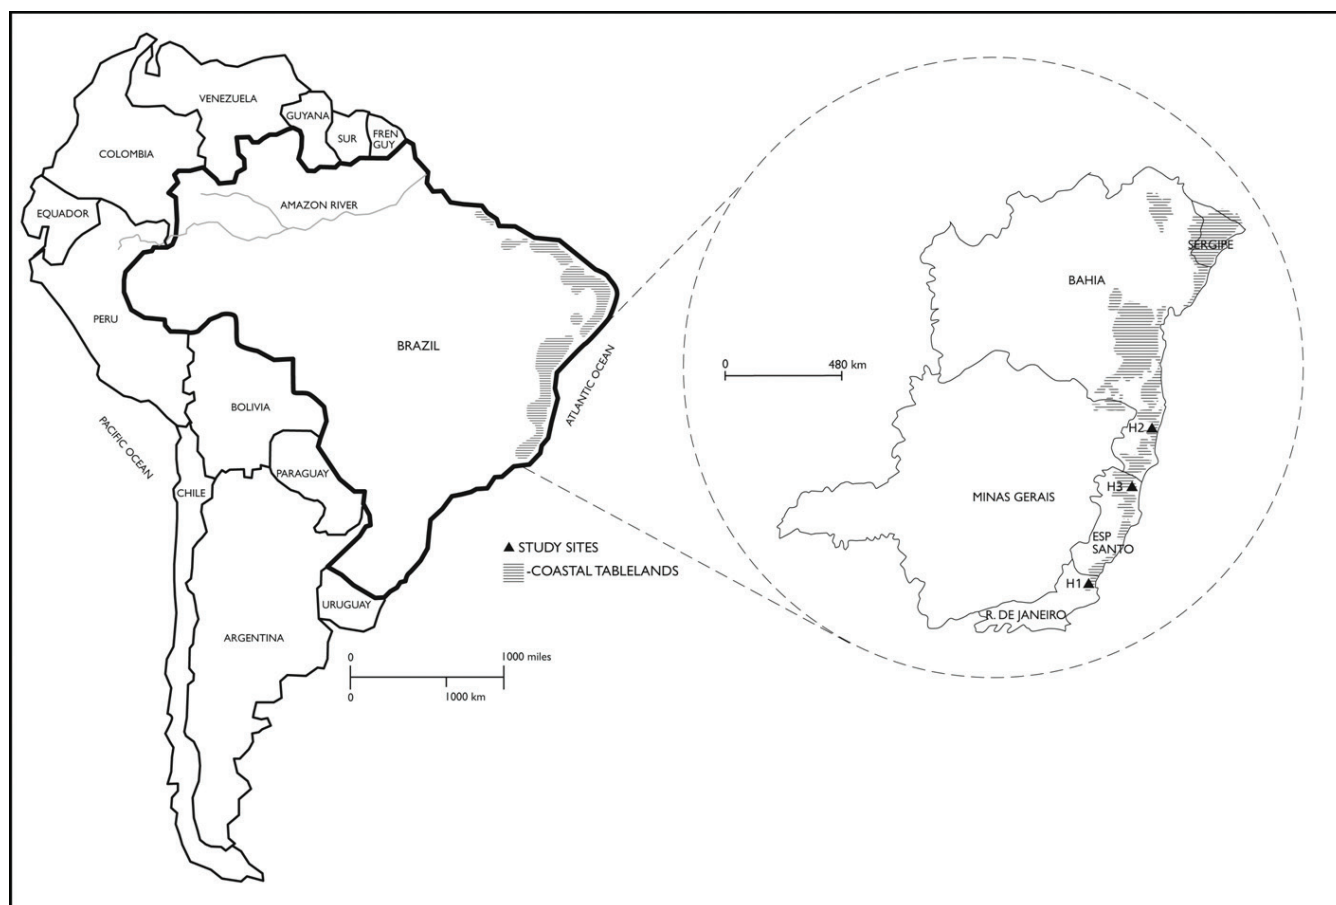 VENEZUELA
GUYANA
SUR
FREN
GUY
COLOMBIA
EQUADOR
AMAZON RIVER
PERU
BRAZIL
ATLANTIC OCEAN
BOLIVIA
PACIFIC OCEAN
PARAGUAY
CHILE
URUGUAY
ARGENTINA
▲ STUDY SITES
-COASTAL TABLELANDS
0 1000 miles
0 1000 km
SERGIPE
BAHIA
0 480 km
H2
H3
MINAS GERAIS
ESP
SANTO
H1
R. DE JANEIRO